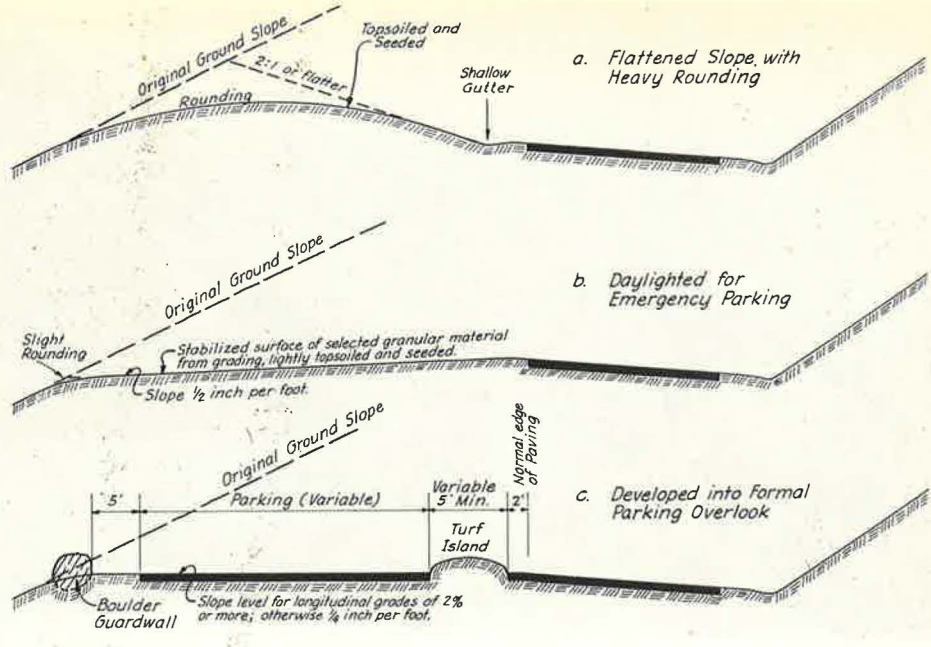 Original Ground Slope
Topsoiled and
Seeded
2:1 or flatter
Rounding
Shallow
Gutter
a. Flattened Slope, with
Heavy Rounding
Original Ground Slope
b. Daylighted for
Emergency Parking
Slight
Rounding
Stabilized surface of selected granular material
from grading, lightly topsoiled and seeded.
Slope 1/2 inch per foot.
Original Ground Slope
Normal edge
of Paving
5'
Parking (Variable)
Variable
5' Min.
2'
c. Developed into Formal
Parking Overlook
Turf
Island
Boulder
Guardwall
Slope level for longitudinal grades of 2%
or more; otherwise 1/4 inch per foot.